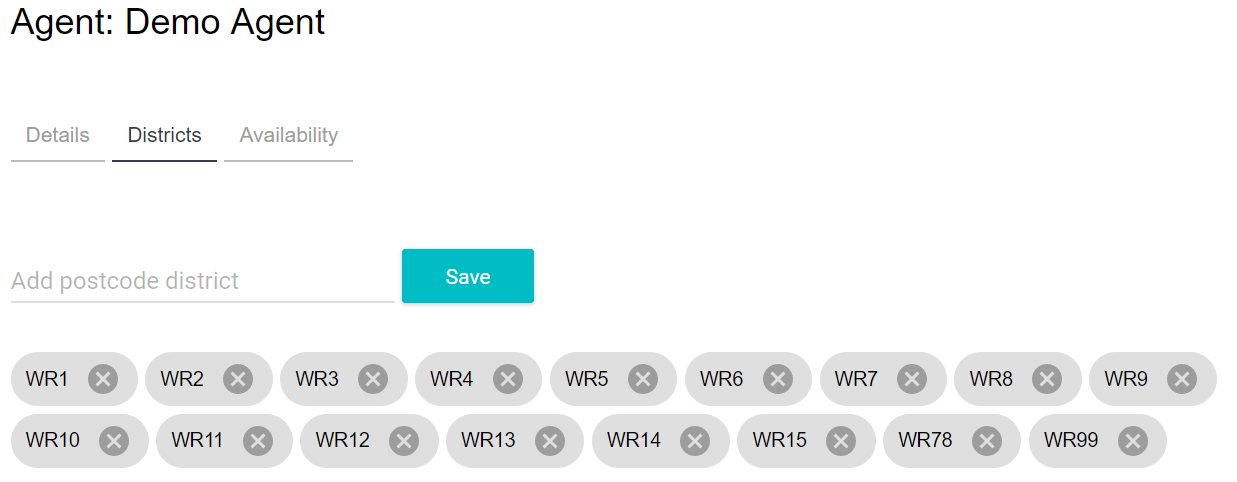 Agent: Demo Agent
Details Districts Availability
Add postcode district Save
WR1 WR2 WR3 WR4 WR5 WR6 WR7 WR8 WR9
WR10 WR11 WR12 WR13 WR14 WR15 WR78 WR99